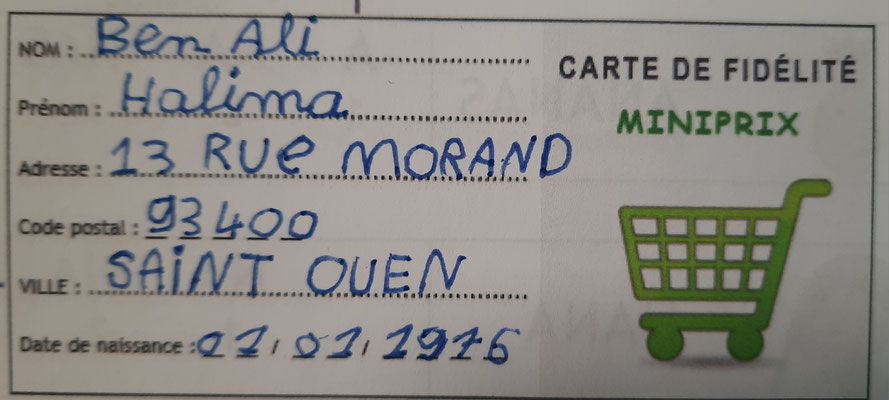 NOM : Ben Ali
Prénom : Halima
Adresse : 13 RUe MORAND
Code postal : 93400
VILLE : SAiNT OUEN
Date de naissance : 01/01/1976
CARTE DE FIDÉLITÉ
MINIPRIX